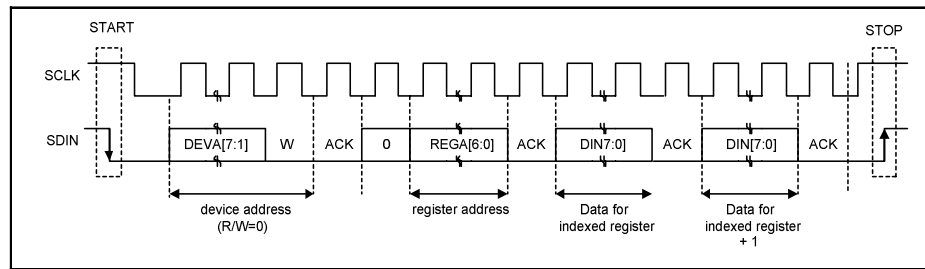 START
STOP
SCLK
SDIN
DEVA[7:1] W ACK 0 REGA[6:0] ACK DIN7:0] ACK DIN[7:0] ACK
device address
(R/W=0)
register address
Data for
indexed register
Data for
indexed register
+ 1